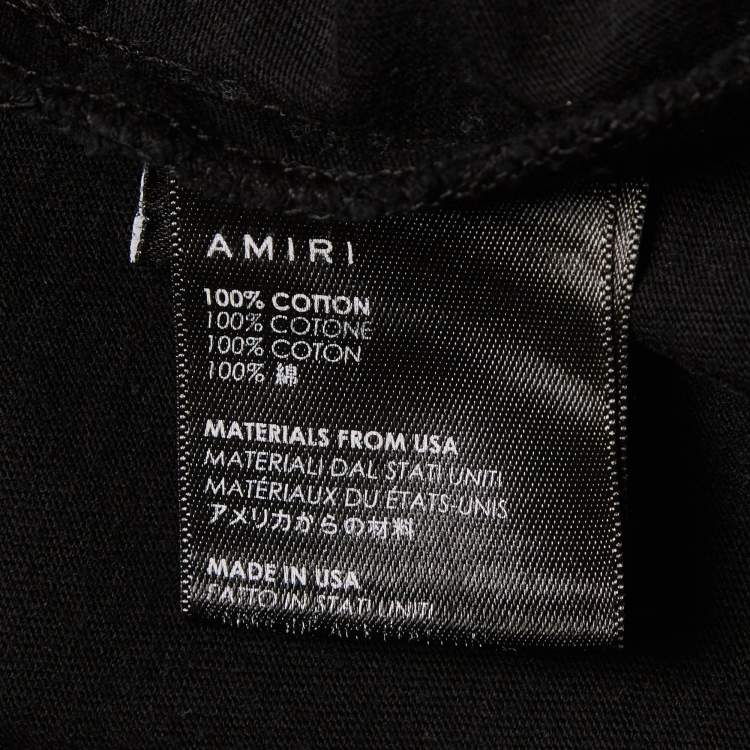 AMIRI
100% COTTON
100% COTONE
100% COTON
100% 綿
MATERIALS FROM USA
MATERIALI DAL STATI UNITI
MATÉRIAUX DU ÉTATS-UNIS
アメリカからの材料
MADE IN USA
FATTO IN STATI UNITI